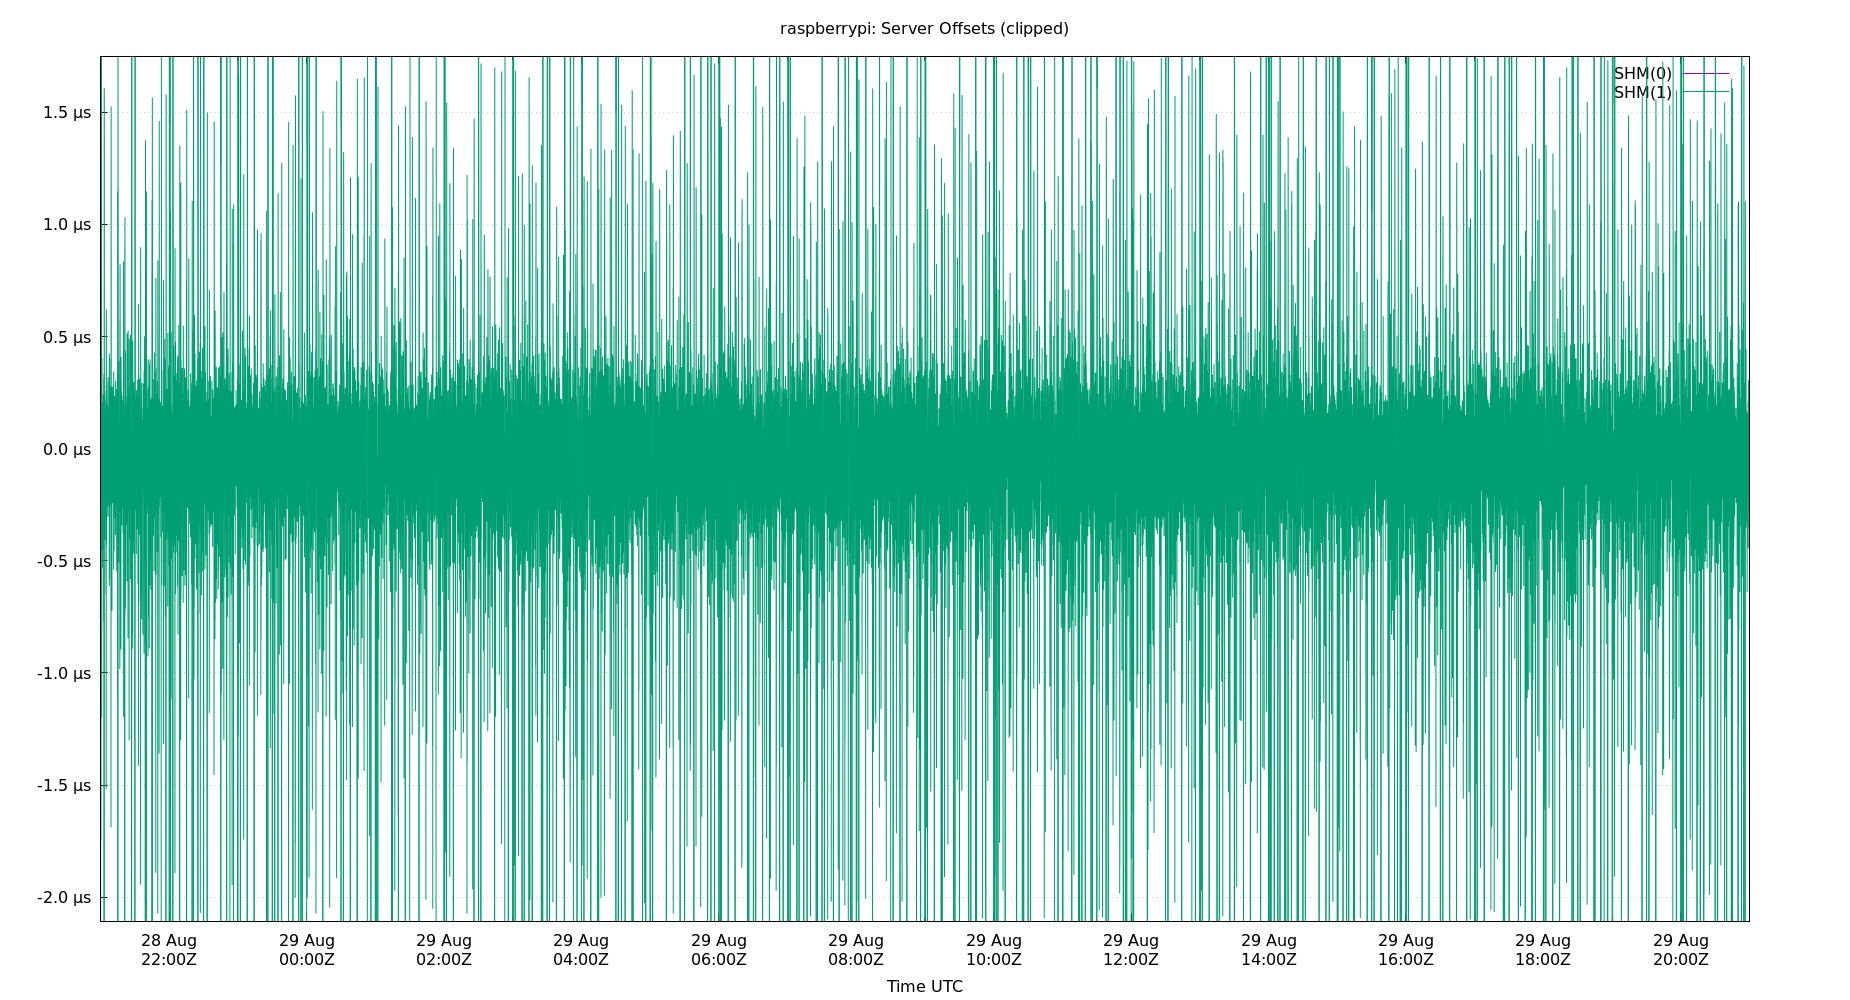 raspberrypi: Server Offsets (clipped)
SHM(0)
SHM(1)
1.5 µs
1.0 µs
0.5 µs
0.0 µs
-0.5 µs
-1.0 µs
-1.5 µs
-2.0 µs
28 Aug 29 Aug 29 Aug 29 Aug 29 Aug 29 Aug 29 Aug 29 Aug 29 Aug 29 Aug 29 Aug 29 Aug
22:00Z 00:00Z 02:00Z 04:00Z 06:00Z 08:00Z 10:00Z 12:00Z 14:00Z 16:00Z 18:00Z 20:00Z
Time UTC